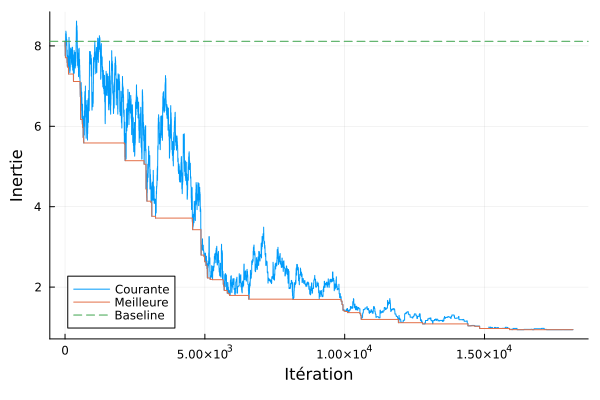 Inertie
8
6
4
2
Courante
Meilleure
Baseline
0
5.00×10³
1.00×10⁴
1.50×10⁴
Itération